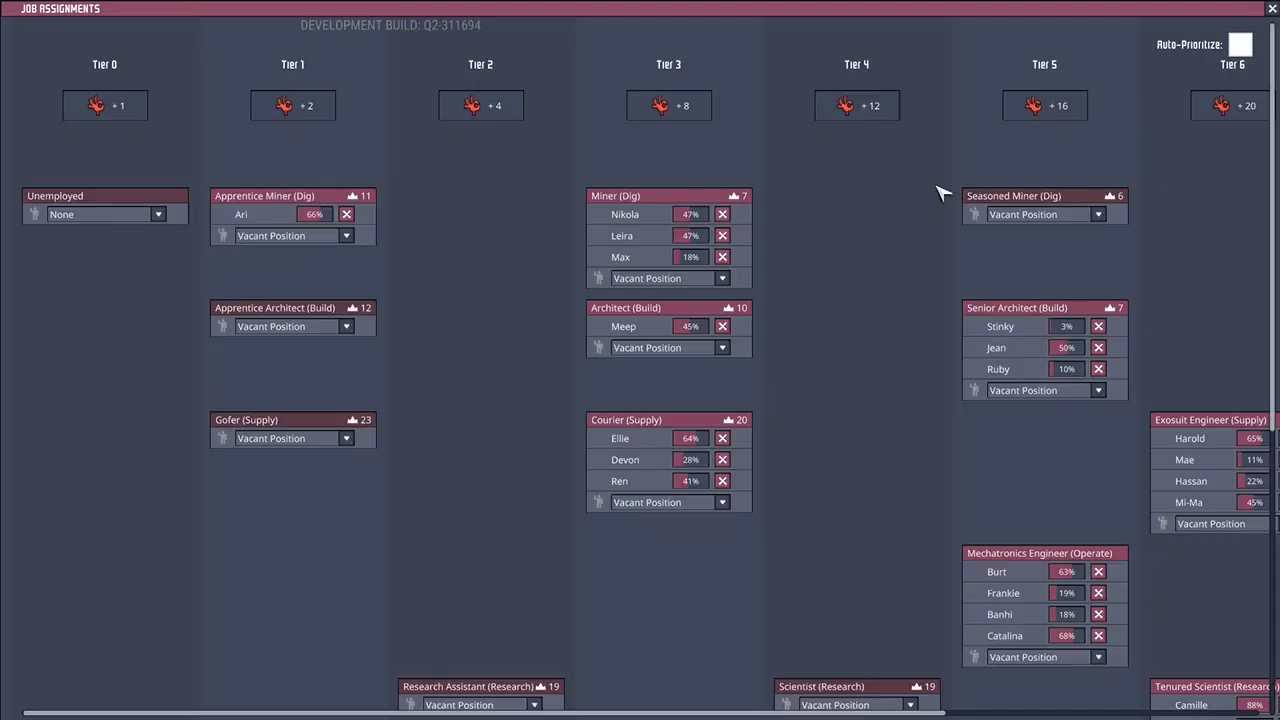 JOB ASSIGNMENTS
DEVELOPMENT BUILD: Q2-311694
Auto-Prioritize:
Tier 0
Tier 1
Tier 2
Tier 3
Tier 4
Tier 5
Tier 6
+ 1
+ 2
+ 4
+ 8
+ 12
+ 16
+ 20
Unemployed
None
Apprentice Miner (Dig) 11
Ari 66%
Vacant Position
Miner (Dig) 7
Nikola 47%
Leira 47%
Max 18%
Vacant Position
Seasoned Miner (Dig) 6
Vacant Position
Apprentice Architect (Build) 12
Vacant Position
Architect (Build) 10
Meep 45%
Vacant Position
Senior Architect (Build) 7
Stinky 3%
Jean 50%
Ruby 10%
Vacant Position
Gofer (Supply) 23
Vacant Position
Courier (Supply) 20
Ellie 64%
Devon 28%
Ren 41%
Vacant Position
Exosuit Engineer (Supply)
Harold 65%
Mae 11%
Hassan 22%
Mi-Ma 45%
Vacant Position
Mechatronics Engineer (Operate)
Burt 63%
Frankie 19%
Banhi 18%
Catalina 68%
Vacant Position
Research Assistant (Research) 19
Vacant Position
Scientist (Research) 19
Vacant Position
Tenured Scientist (Researc
Camille 88%